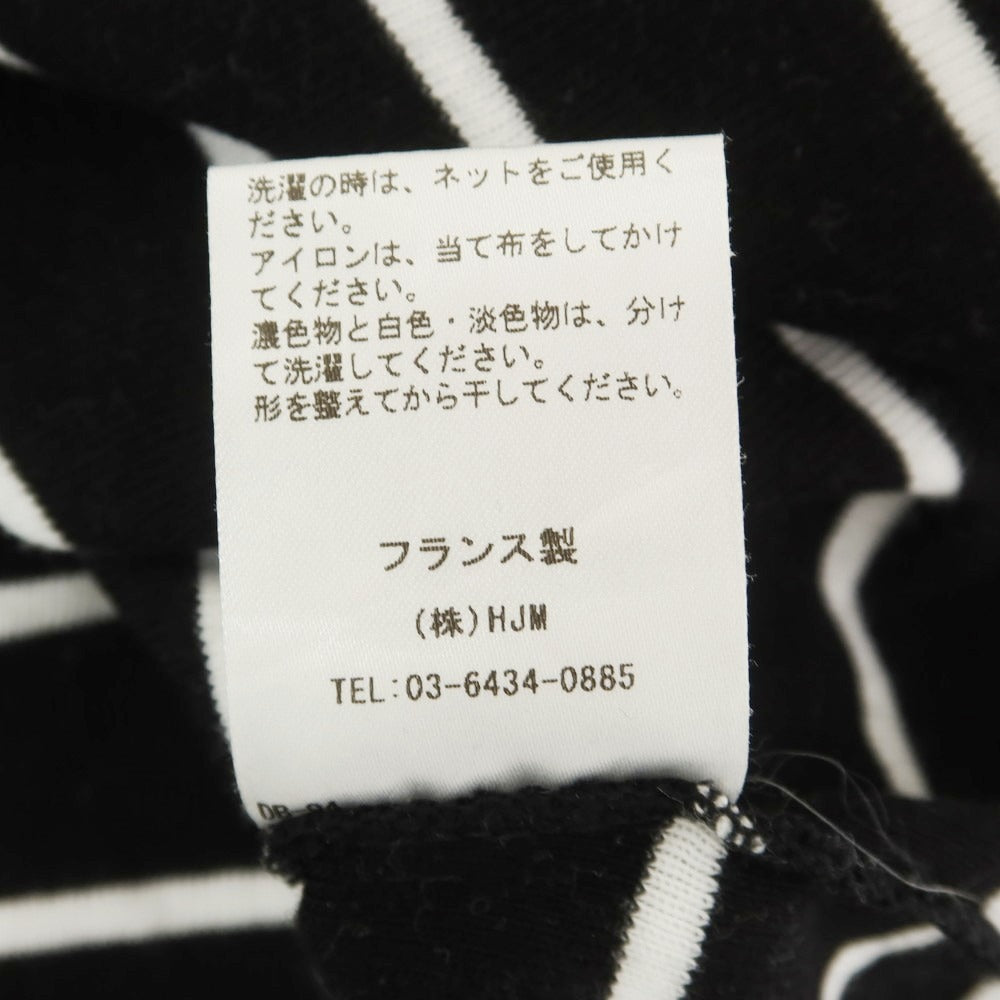 洗濯の時は、ネットをご使用く
ださい。
アイロンは、当て布をしてかけ
てください。
濃色物と白色・淡色物は、分け
て洗濯してください。
形を整えてから干してください。
フランス製
(株)HJM
TEL:03-6434-0885